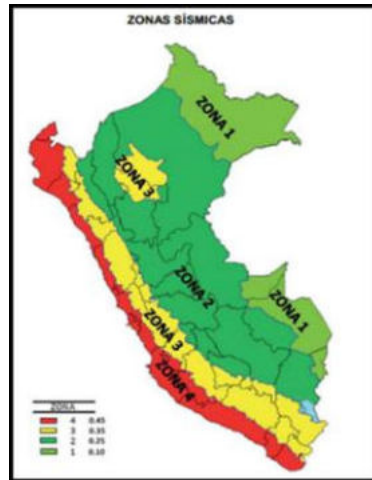 ZONAS SÍSMICAS
ZONA 1
ZONA 3
ZONA 2
ZONA 1
ZONA 3
ZONA 4
ZONA
4 0.45
3 0.35
2 0.25
1 0.10